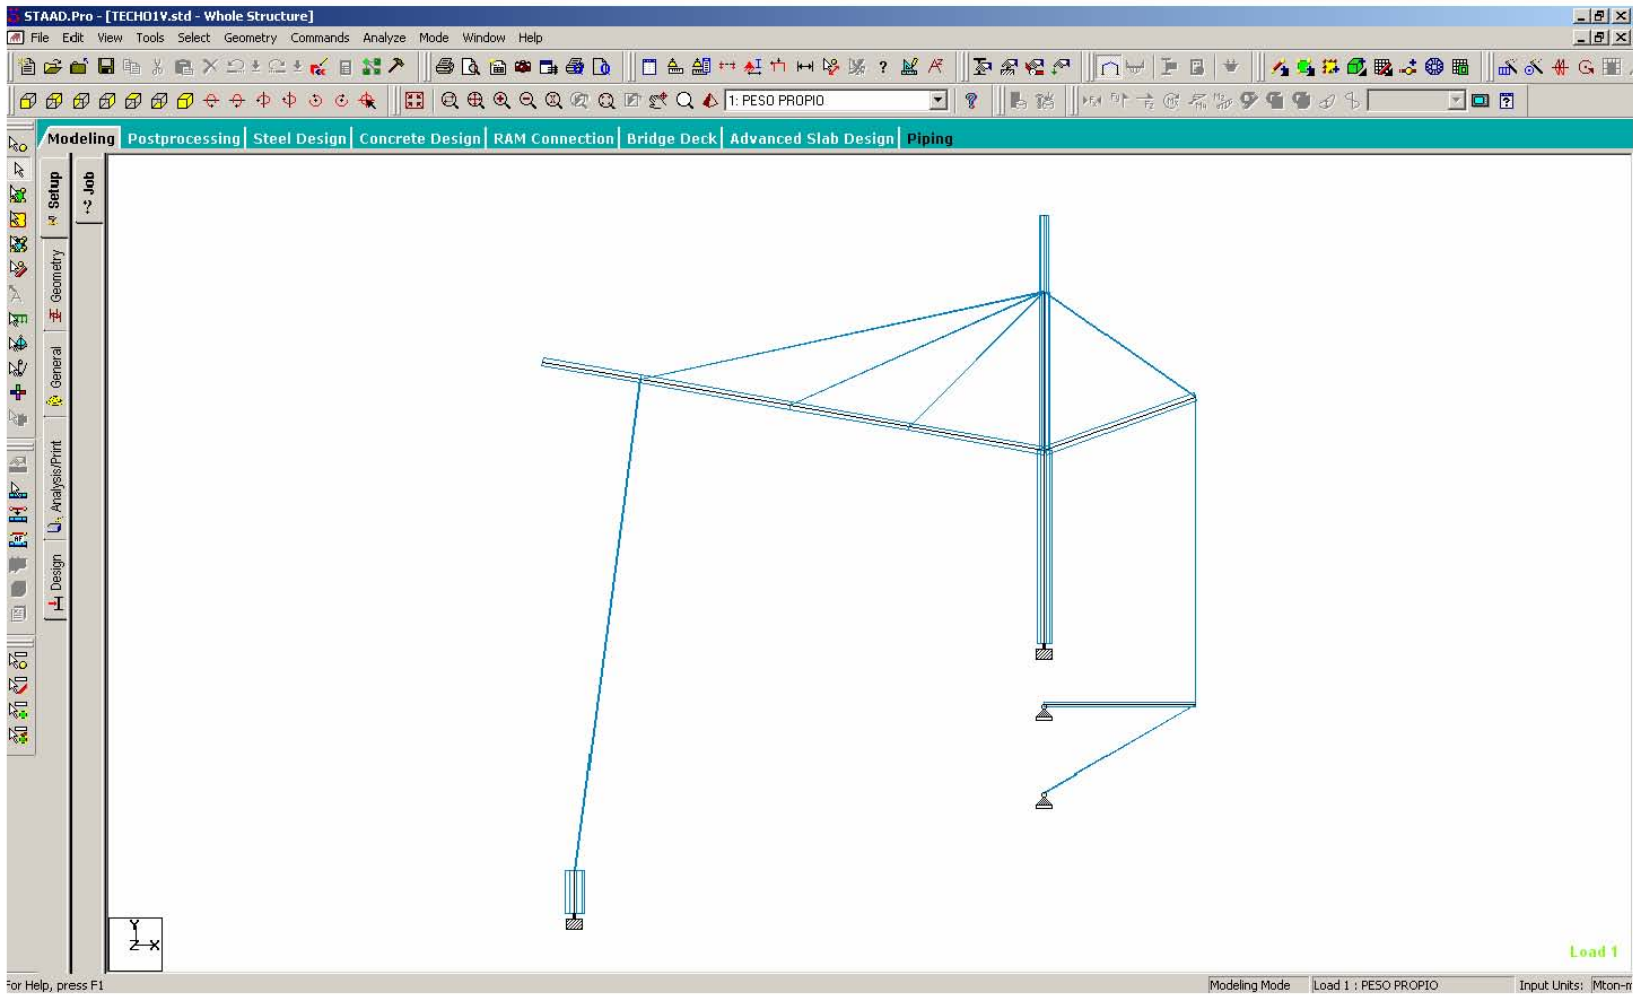 STAAD.Pro - [TECHO1V.std - Whole Structure]
File Edit View Tools Select Geometry Commands Analyze Mode Window Help
1: PESO PROPIO
Modeling Postprocessing Steel Design Concrete Design RAM Connection Bridge Deck Advanced Slab Design Piping
Setup
? Job
Geometry
General
Analysis/Print
Design
Y
Z X
Load 1
For Help, press F1
Modeling Mode Load 1 : PESO PROPIO Input Units: Mton-m